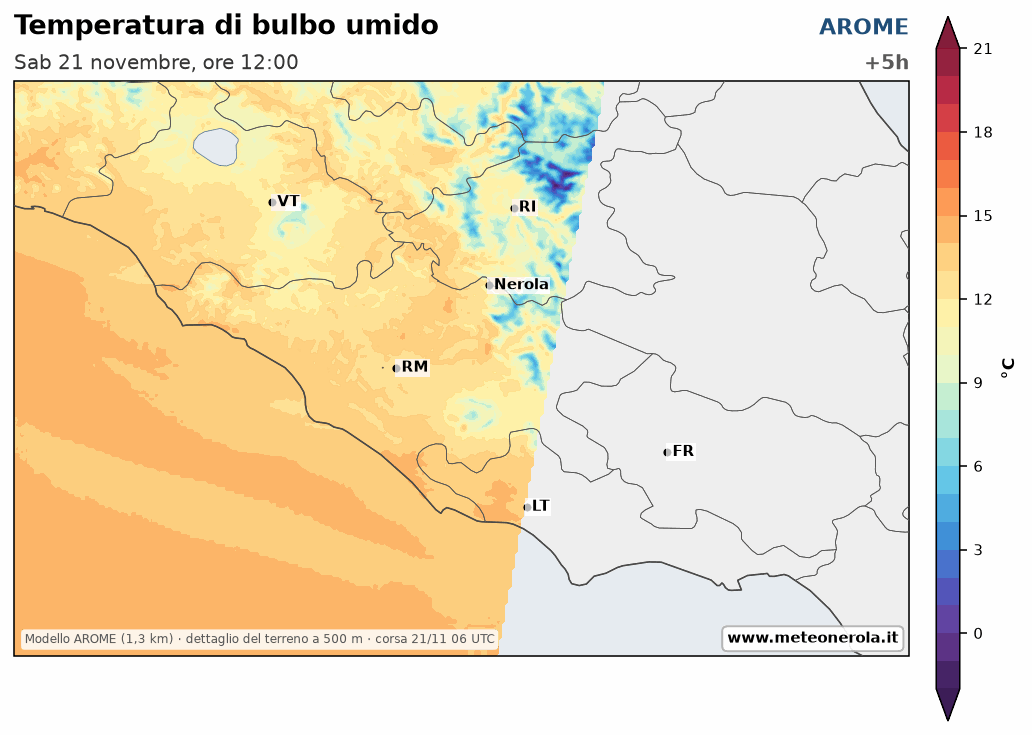 Temperatura di bulbo umido
AROME
Sab 21 novembre, ore 12:00
+5h
21
18
15
12
9
6
3
0
°C
VT
RI
Nerola
RM
FR
LT
Modello AROME (1,3 km) · dettaglio del terreno a 500 m · corsa 21/11 06 UTC
www.meteonerola.it